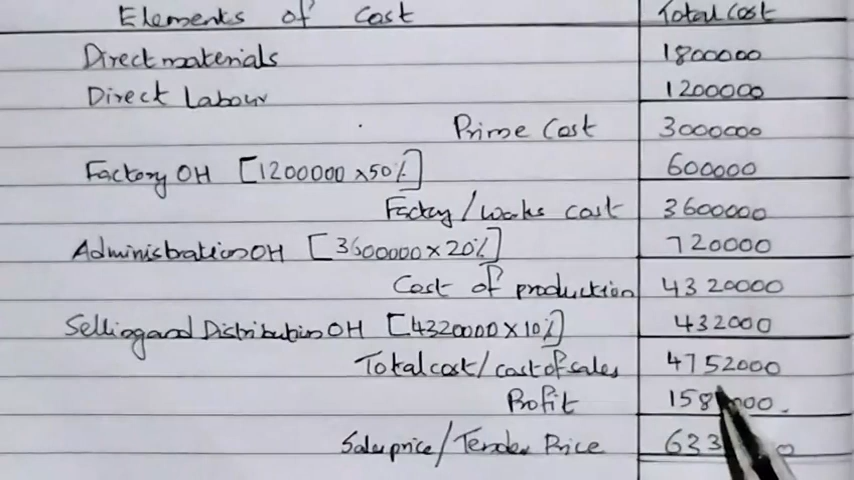 Elements of Cost Total cost
Direct materials 1800000
Direct Labour 1200000
Prime Cost 3000000
Factory OH [1200000 x 50%] 600000
Factory / works cost 3600000
Administration OH [3600000 x 20%] 720000
Cost of production 4320000
Selling and Distribution OH [4320000 x 10%] 432000
Total cost / cost of sales 4752000
Profit
Sales price / Tender Price